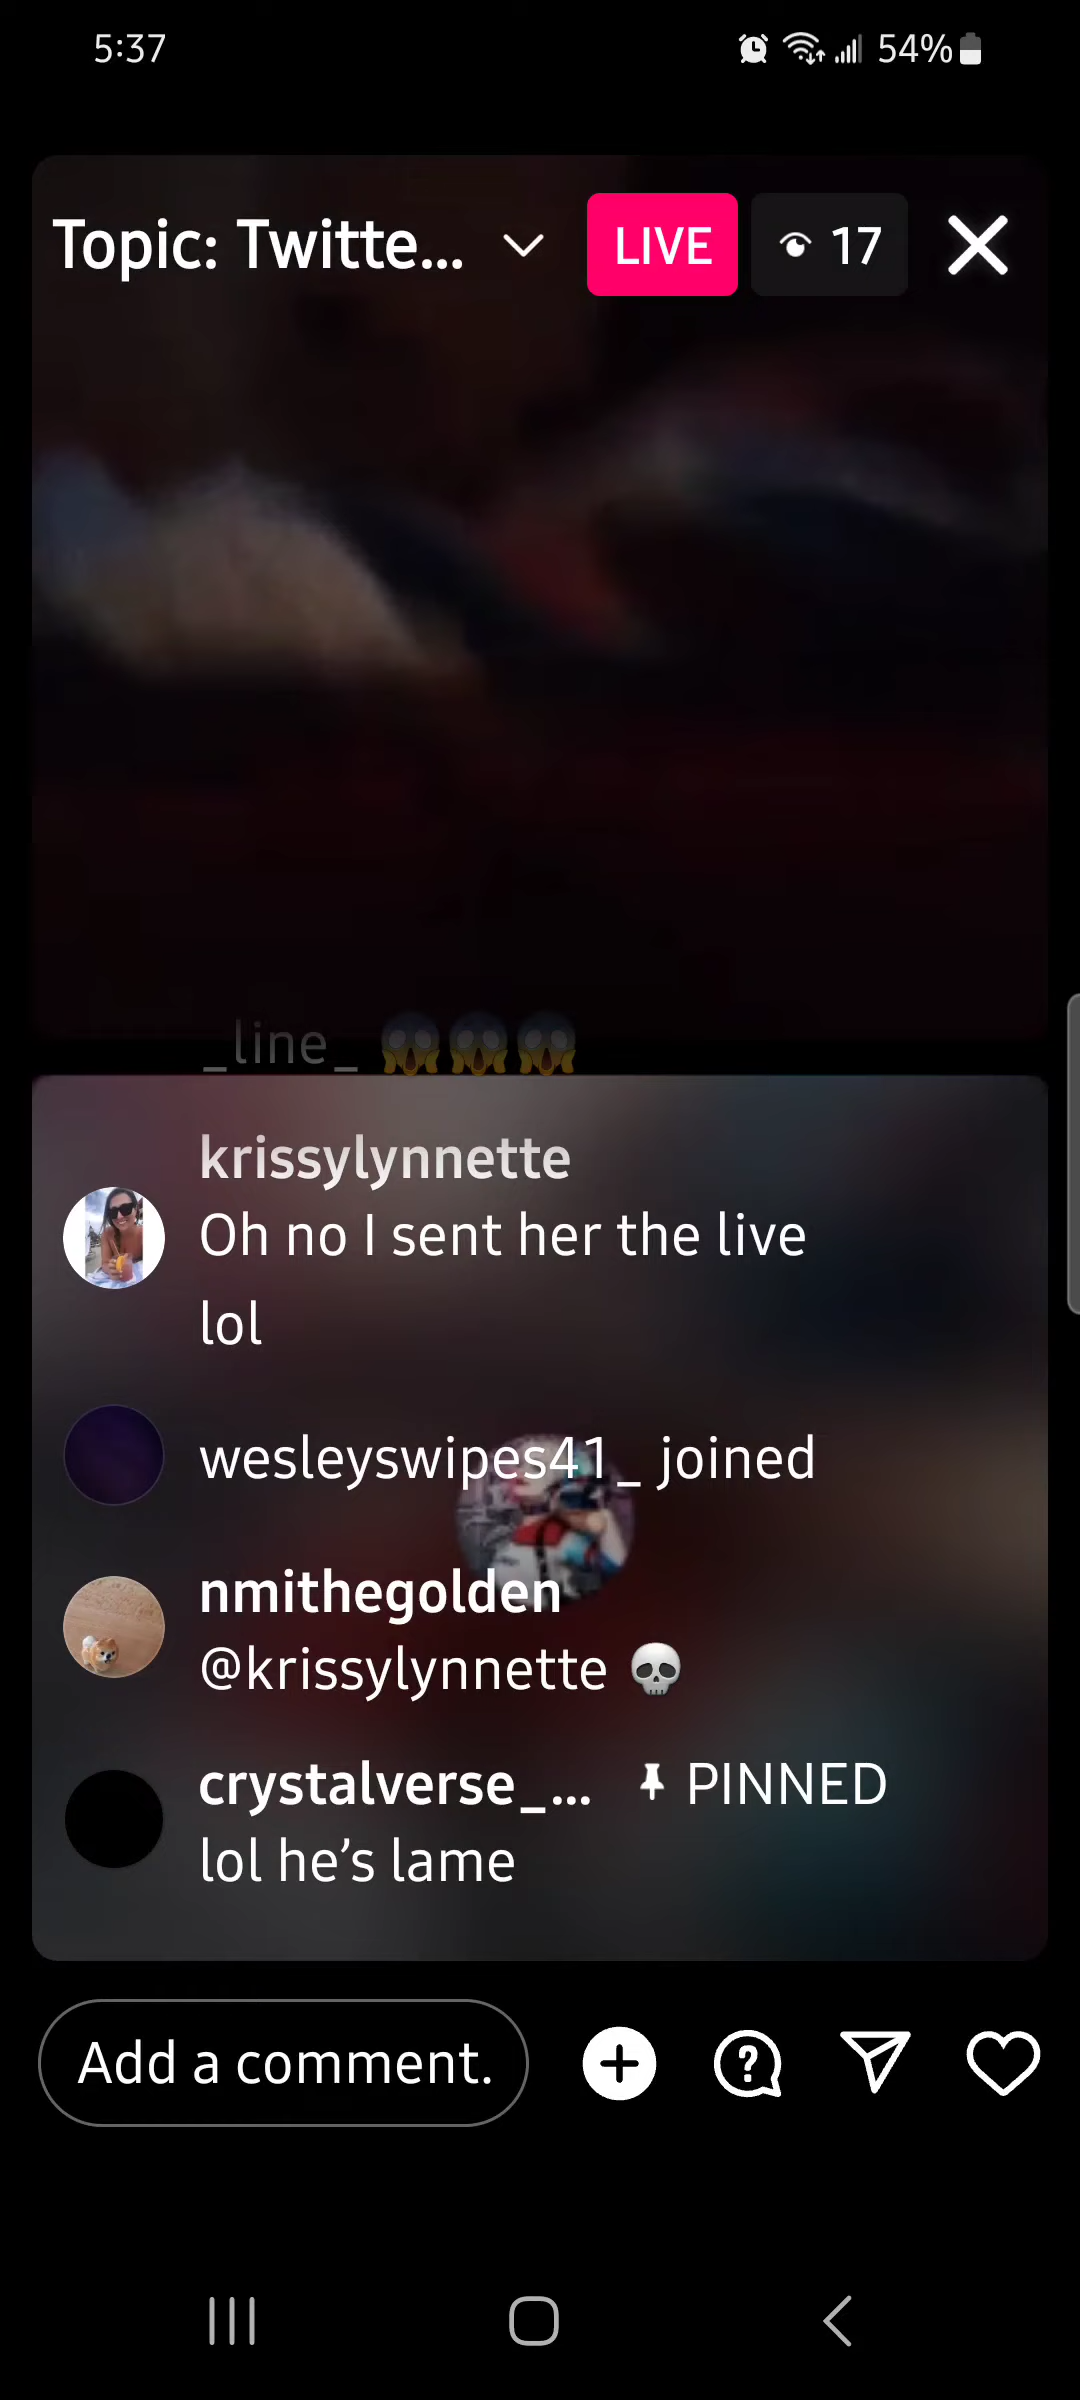 5:37
54%
Topic: Twitte...
LIVE
17
_line_ 😱😱😱
krissylynnette
Oh no I sent her the live
lol
wesleyswipes41_ joined
nmithegolden
@krissylynnette 💀
crystalverse_... PINNED
lol he's lame
Add a comment.